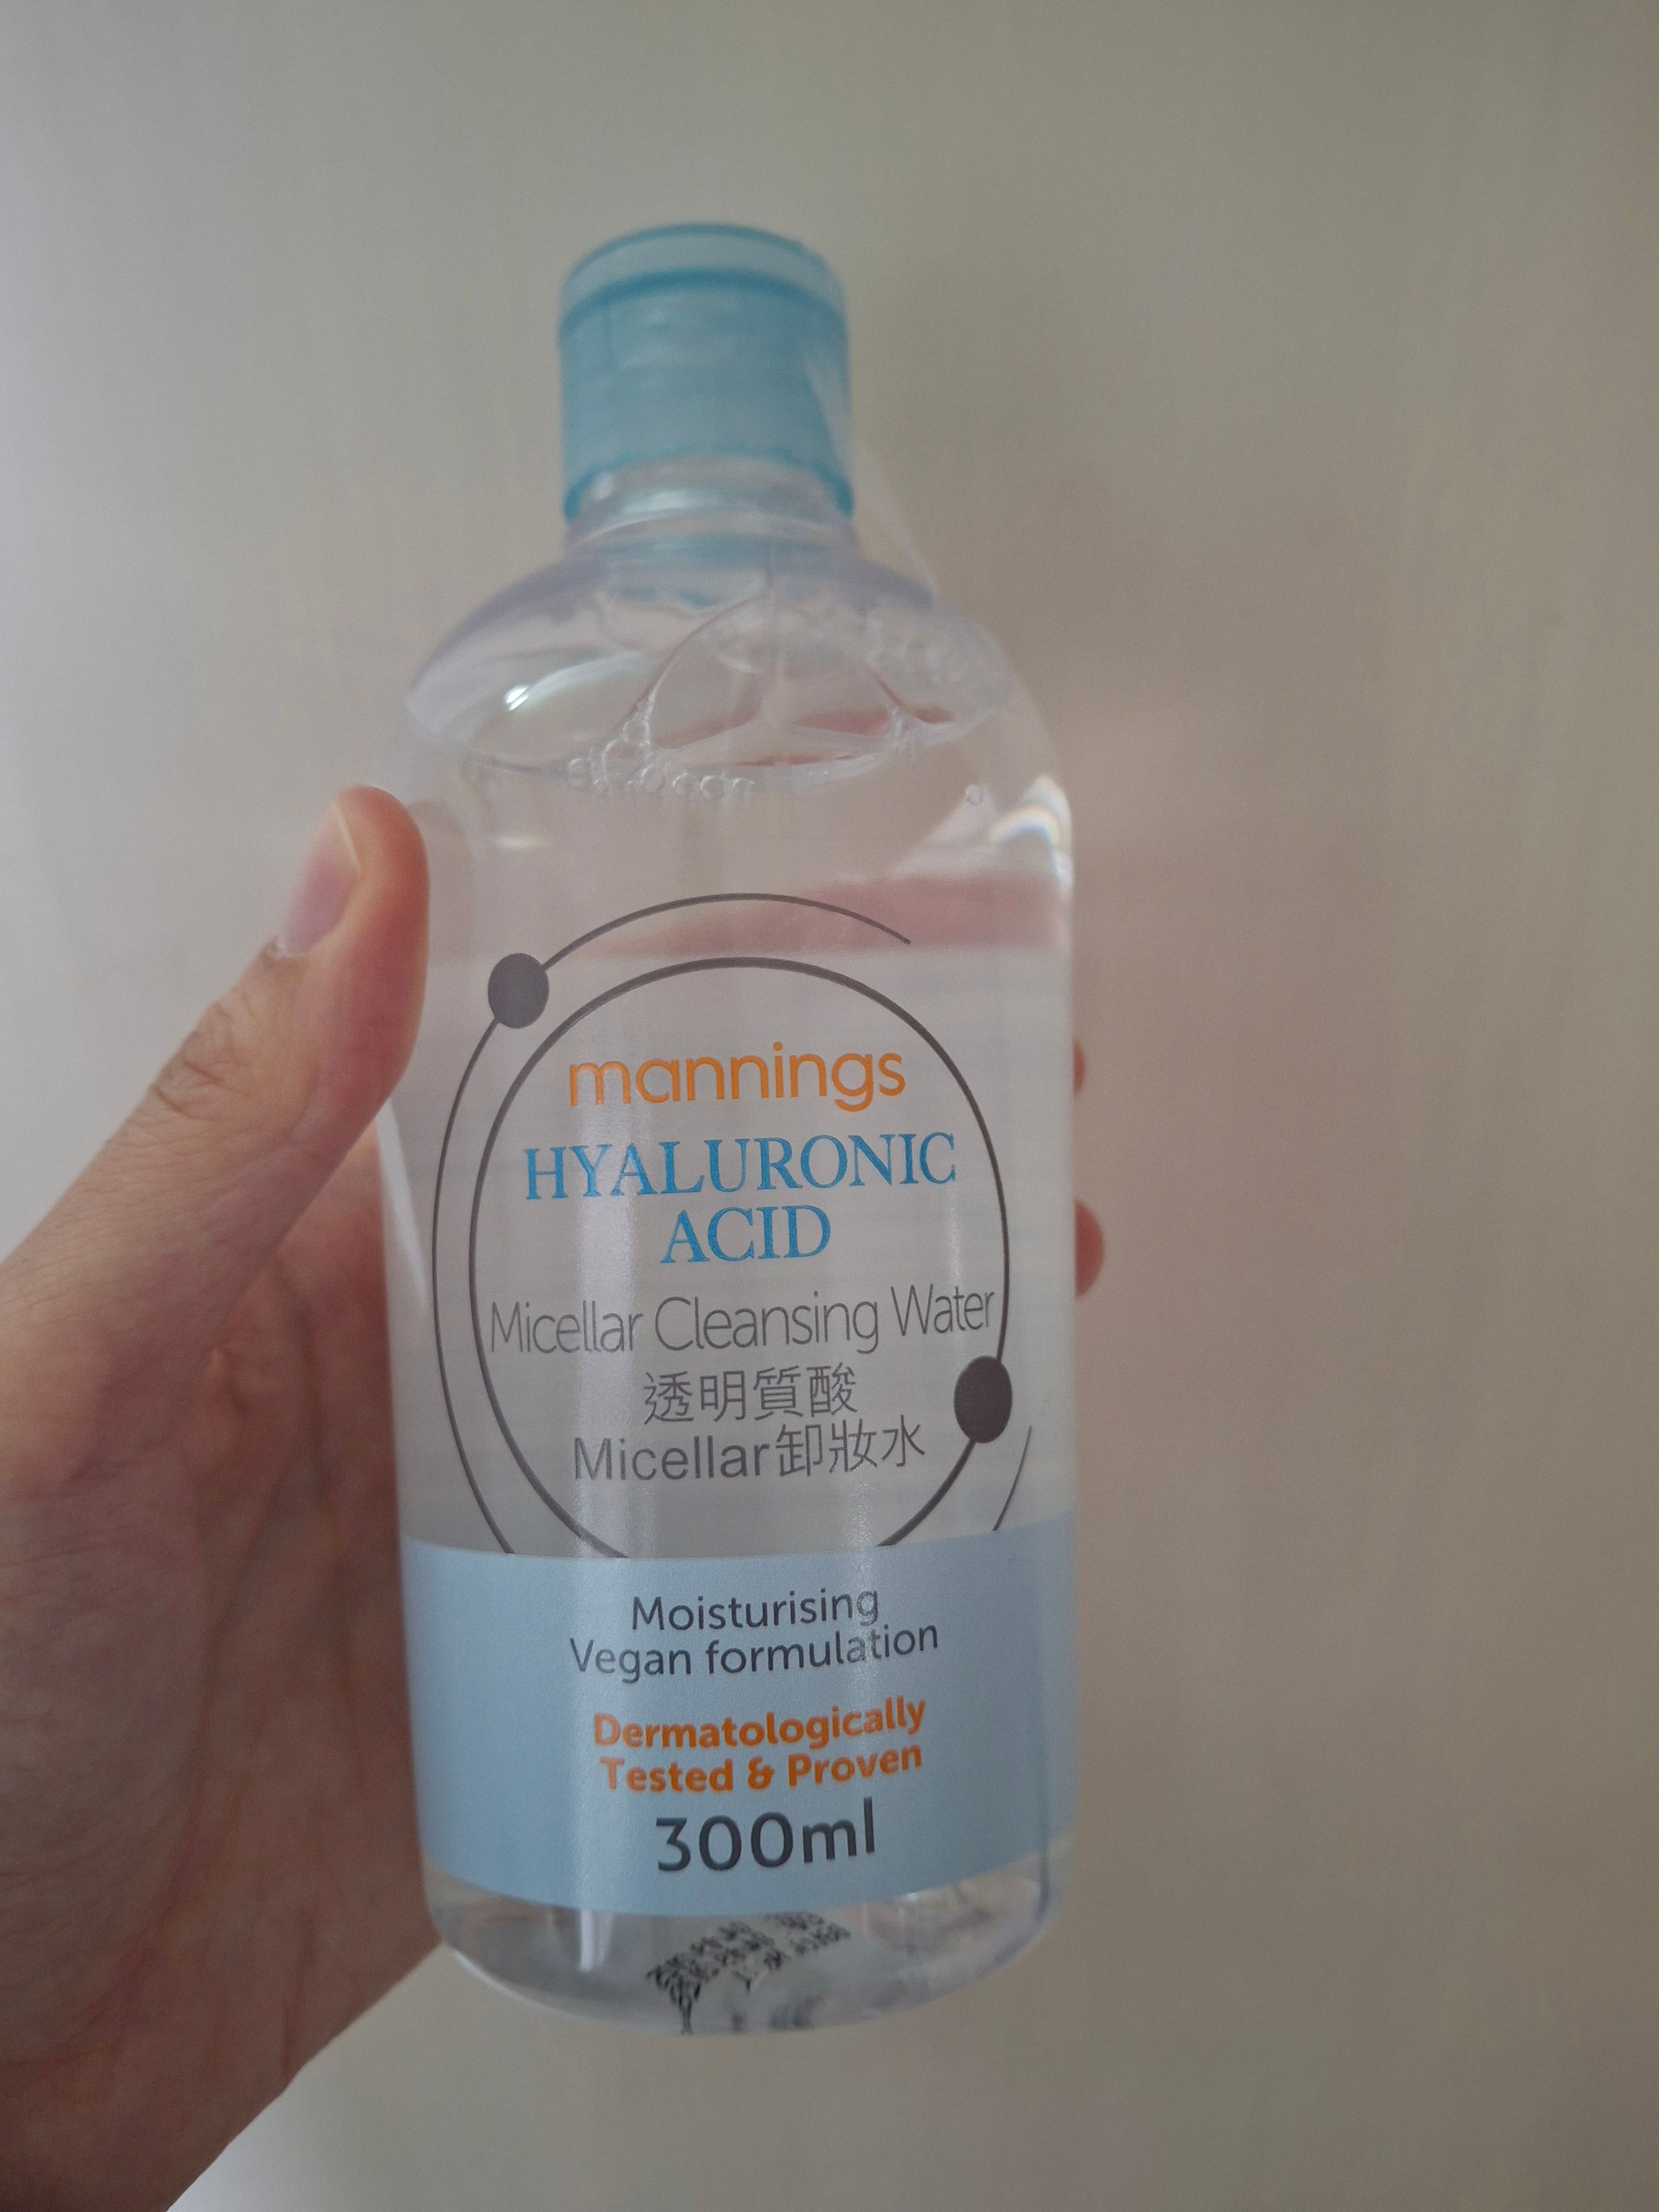 mannings
HYALURONIC
ACID
Micellar Cleansing Water
透明質酸
Micellar卸妝水
Moisturising
Vegan formulation
Dermatologically
Tested & Proven
300ml